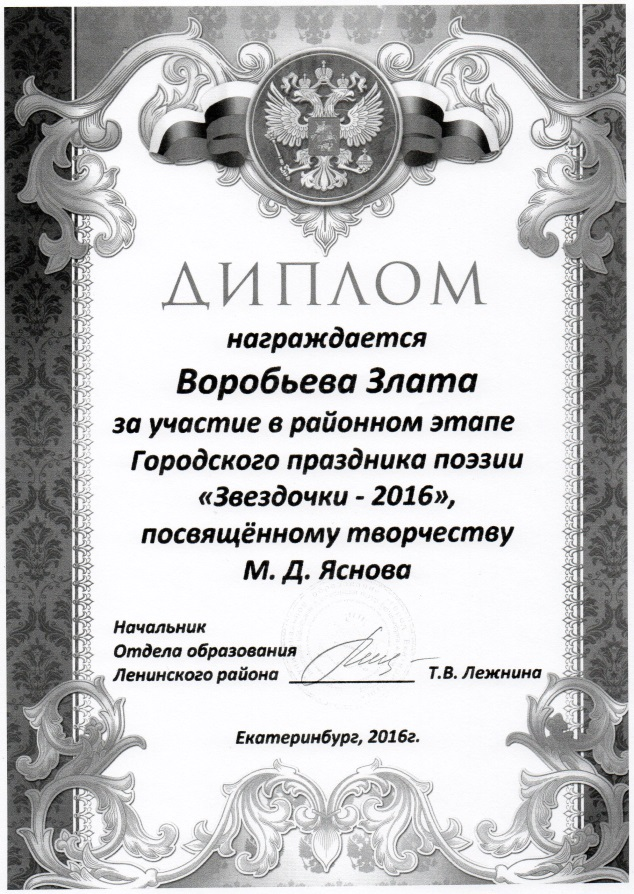 ДИПЛОМ
награждается
Воробьева Злата
за участие в районном этапе
Городского праздника поэзии
«Звездочки - 2016»,
посвящённому творчеству
М. Д. Яснова
Начальник
Отдела образования
Ленинского района Т.В. Лежнина
Екатеринбург, 2016г.